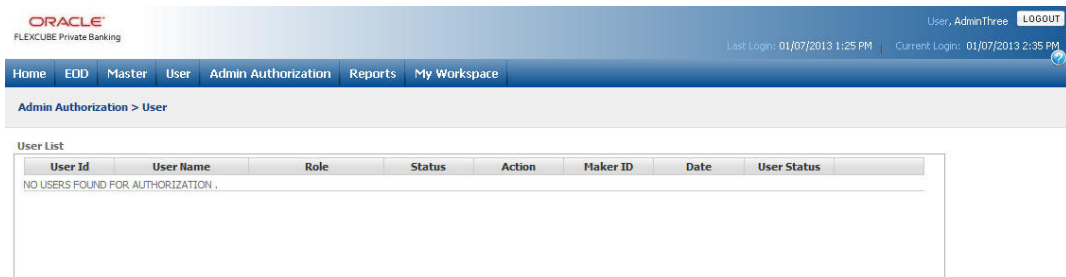 ORACLE
FLEXCUBE Private Banking
User, AdminThree LOGOUT
Last Login: 01/07/2013 1:25 PM Current Login: 01/07/2013 2:35 PM
?
Home EOD Master User Admin Authorization Reports My Workspace
Admin Authorization > User
User List
User Id User Name Role Status Action Maker ID Date User Status
NO USERS FOUND FOR AUTHORIZATION .